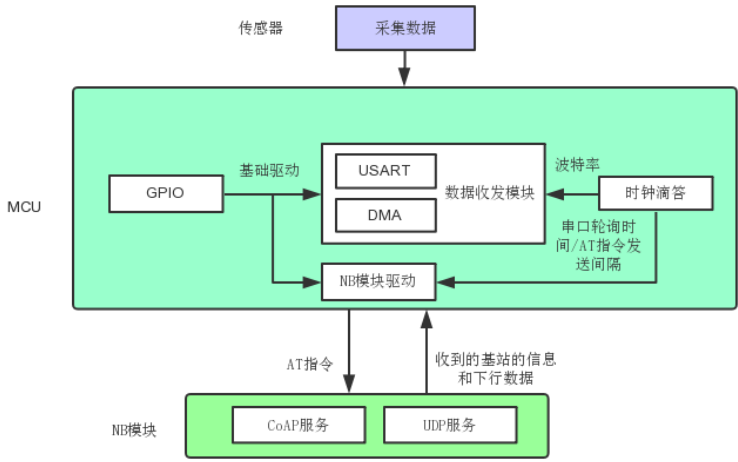 传感器
采集数据
MCU
GPIO
基础驱动
USART
DMA
数据收发模块
波特率
时钟滴答
串口轮询时
间/AT指令发
送间隔
NB模块驱动
AT指令
收到的基站的信息
和下行数据
NB模块
CoAP服务
UDP服务